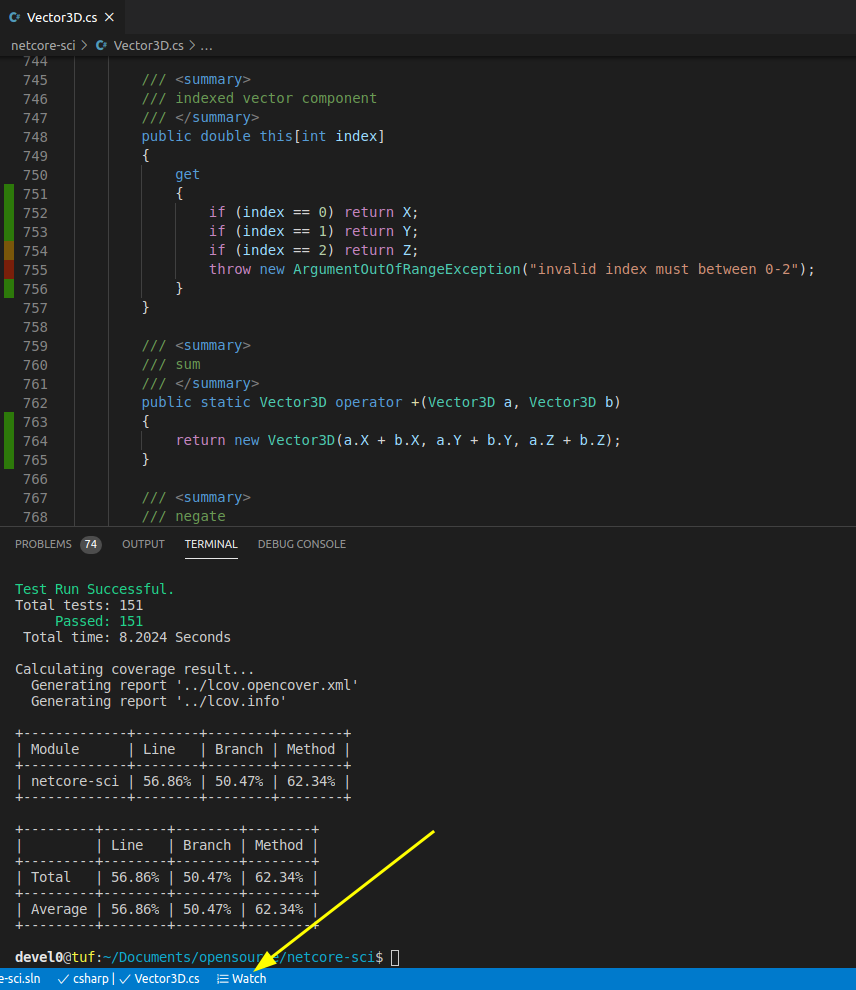 Vector3D.cs
netcore-sci > Vector3D.cs > ...
744
745 /// <summary>
746 /// indexed vector component
747 /// </summary>
748 public double this[int index]
749 {
750 get
751 {
752 if (index == 0) return X;
753 if (index == 1) return Y;
754 if (index == 2) return Z;
755 throw new ArgumentOutOfRangeException("invalid index must between 0-2");
756 }
757 }
758
759 /// <summary>
760 /// sum
761 /// </summary>
762 public static Vector3D operator +(Vector3D a, Vector3D b)
763 {
764 return new Vector3D(a.X + b.X, a.Y + b.Y, a.Z + b.Z);
765 }
766
767 /// <summary>
768 /// negate
PROBLEMS 74 OUTPUT TERMINAL DEBUG CONSOLE
Test Run Successful.
Total tests: 151
Passed: 151
Total time: 8.2024 Seconds
Calculating coverage result...
Generating report '../lcov.opencover.xml'
Generating report '../lcov.info'
+-------------+--------+--------+--------+
| Module | Line | Branch | Method |
+-------------+--------+--------+--------+
| netcore-sci | 56.86% | 50.47% | 62.34% |
+-------------+--------+--------+--------+
+---------+--------+--------+--------+
| | Line | Branch | Method |
+---------+--------+--------+--------+
| Total | 56.86% | 50.47% | 62.34% |
+---------+--------+--------+--------+
| Average | 56.86% | 50.47% | 62.34% |
+---------+--------+--------+--------+
devel0@tuf:~/Documents/opensource/netcore-sci$
e-sci.sln csharp | Vector3D.cs Watch